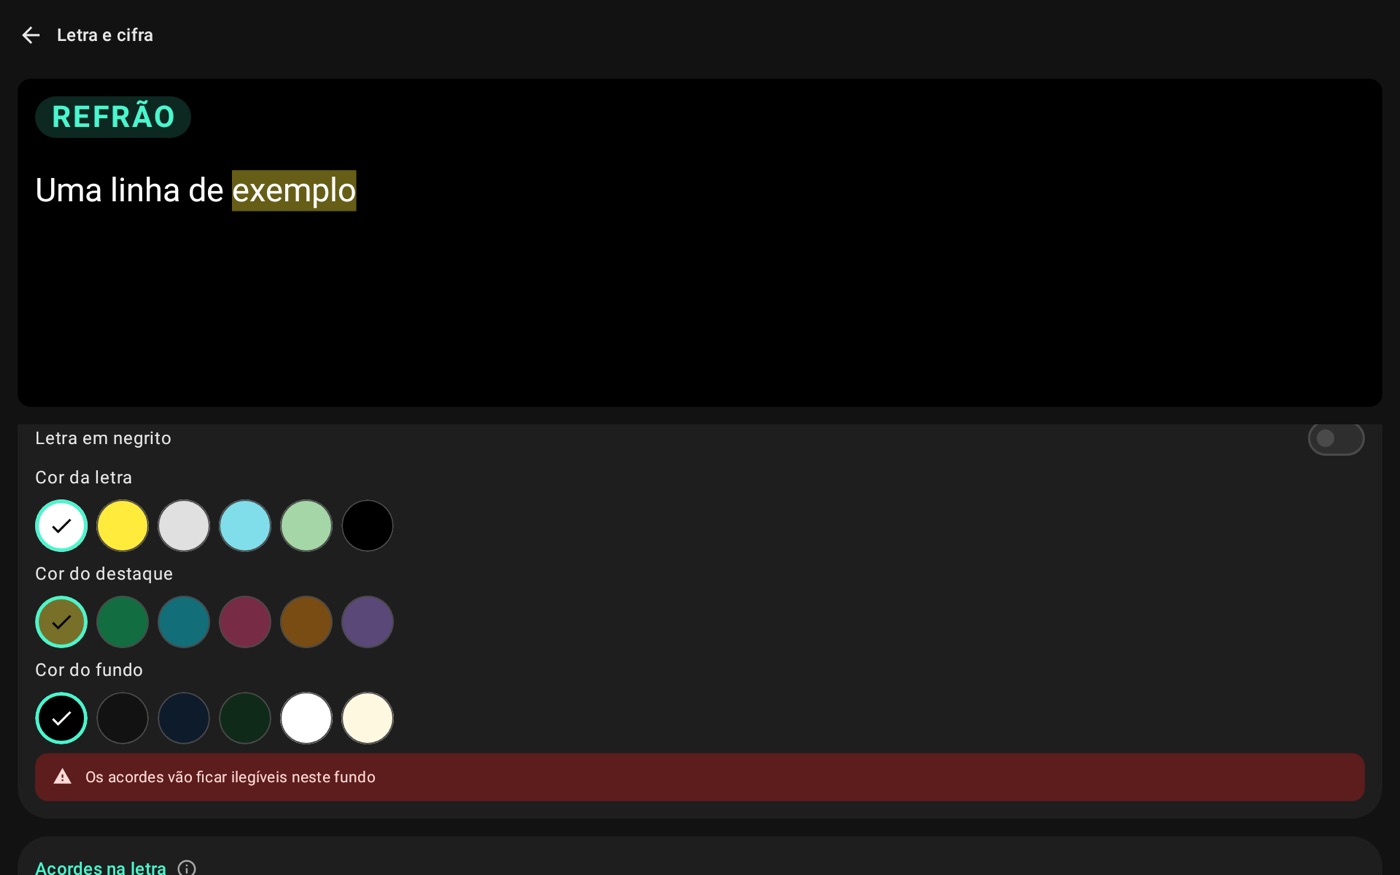 Letra e cifra
REFRÃO
Uma linha de exemplo
Letra em negrito
Cor da letra
Cor do destaque
Cor do fundo
Os acordes vão ficar ilegíveis neste fundo
Acordes na letra